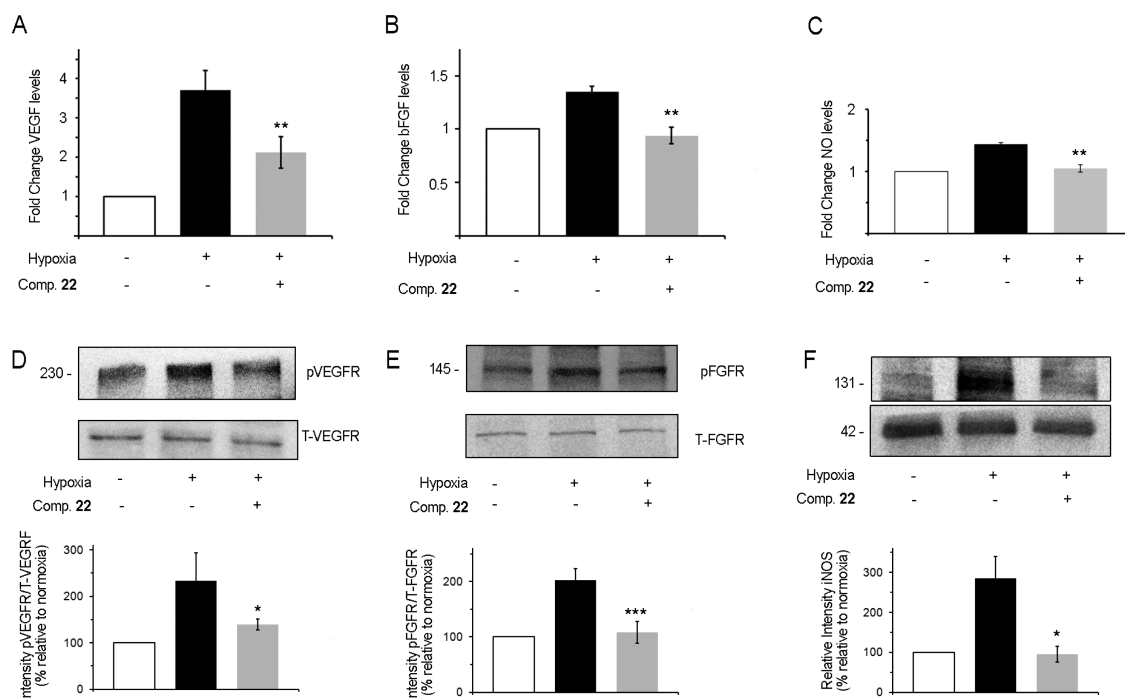 A
B
C
Fold Change VEGF levels
4
3
2
1
**
Fold Change bFGF levels
1.5
1
0.5
**
Fold Change NO levels
2
1
0
**
Hypoxia - + +
Comp. 22 - - +
Hypoxia - + +
Comp. 22 - - +
Hypoxia - + +
Comp. 22 - - +
D
230 -
pVEGFR
T-VEGFR
E
145 -
pFGFR
T-FGFR
F
131 -
42 -
Hypoxia - + +
Comp. 22 - - +
Hypoxia - + +
Comp. 22 - - +
Hypoxia - + +
Comp. 22 - - +
ntensity pVEGFR/T-VEGRF
(% relative to normoxia)
300
200
150
100
50
0
*
ntensity pFGFR/T-FGFR
(% relative to normoxia)
200
100
0
***
Relative Intensity iNOS
(% relative to normoxia)
300
200
100
0
*